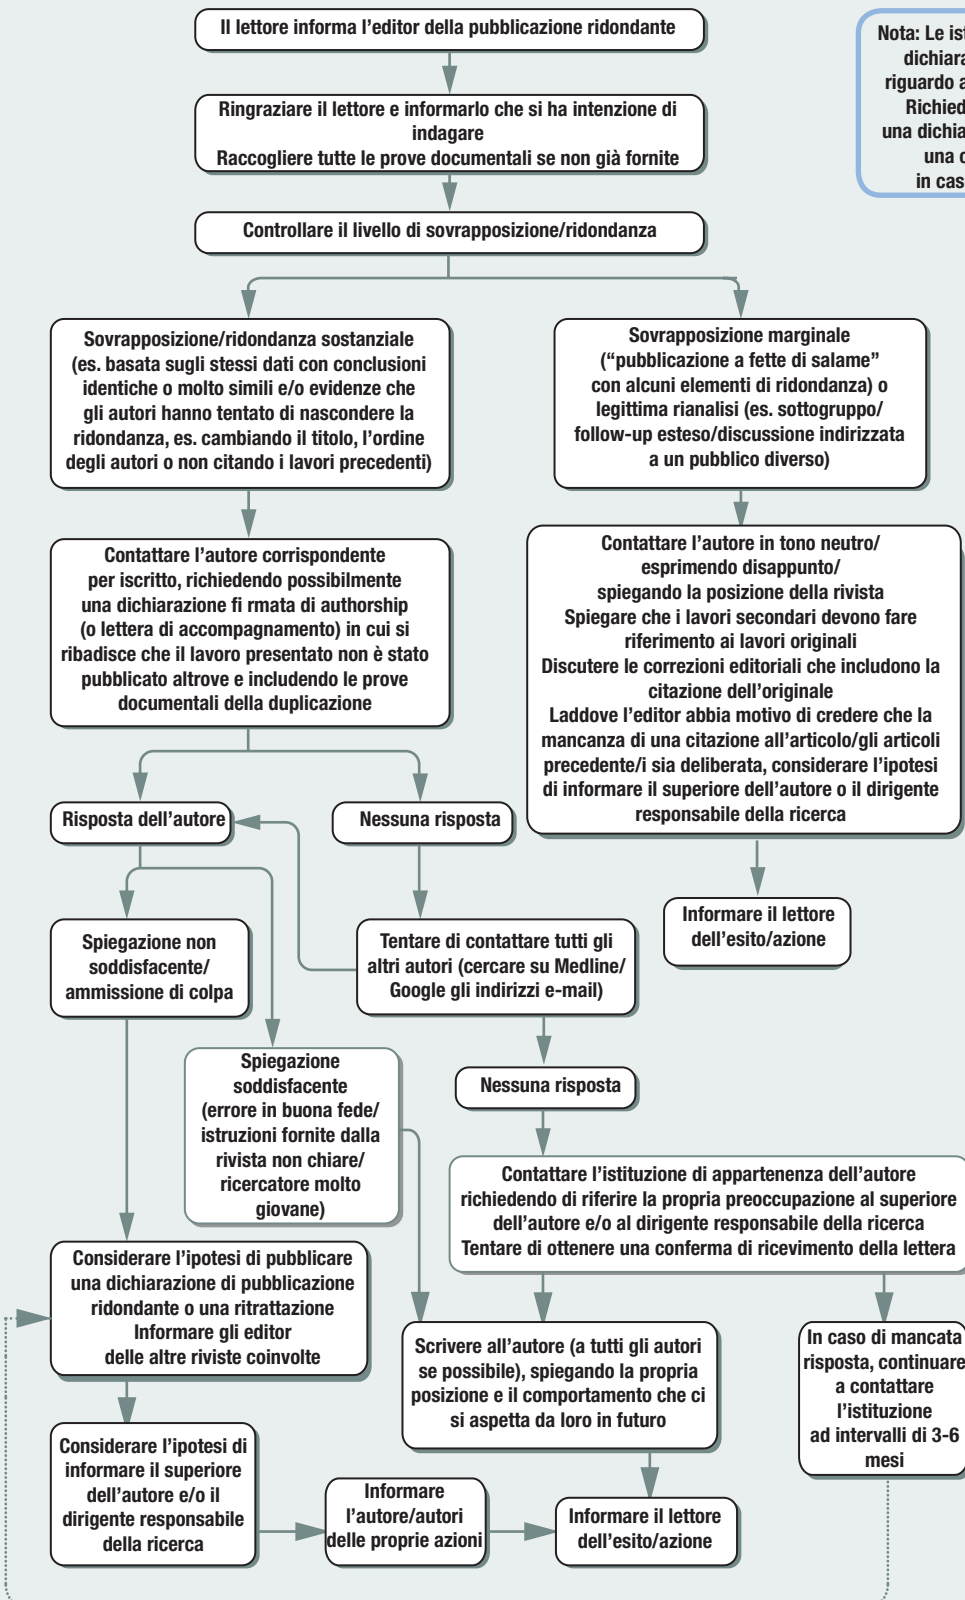 Il lettore informa l’editor della pubblicazione ridondante
Nota: Le
dichiara
riguardo a
Richied
una dichia
una
in cas
Ringraziare il lettore e informarlo che si ha intenzione di
indagare
Raccogliere tutte le prove documentali se non già fornite
Controllare il livello di sovrapposizione/ridondanza
Sovrapposizione/ridondanza sostanziale
(es. basata sugli stessi dati con conclusioni
identiche o molto simili e/o evidenze che
gli autori hanno tentato di nascondere la
ridondanza, es. cambiando il titolo, l’ordine
degli autori o non citando i lavori precedenti)
Sovrapposizione marginale
(“pubblicazione a fette di salame”
con alcuni elementi di ridondanza) o
legittima rianalisi (es. sottogruppo/
follow-up esteso/discussione indirizzata
a un pubblico diverso)
Contattare l’autore corrispondente
per iscritto, richiedendo possibilmente
una dichiarazione fi rmata di authorship
(o lettera di accompagnamento) in cui si
ribadisce che il lavoro presentato non è stato
pubblicato altrove e includendo le prove
documentali della duplicazione
Contattare l’autore in tono neutro/
esprimendo disappunto/
spiegando la posizione della rivista
Spiegare che i lavori secondari devono fare
riferimento ai lavori originali
Discutere le correzioni editoriali che includono la
citazione dell’originale
Laddove l’editor abbia motivo di credere che la
mancanza di una citazione all’articolo/gli articoli
precedente/i sia deliberata, considerare l’ipotesi
di informare il superiore dell’autore o il dirigente
responsabile della ricerca
Risposta dell’autore
Nessuna risposta
Informare il lettore
dell’esito/azione
Spiegazione non
soddisfacente/
ammissione di colpa
Tentare di contattare tutti gli
altri autori (cercare su Medline/
Google gli indirizzi e-mail)
Spiegazione
soddisfacente
(errore in buona fede/
istruzioni fornite dalla
rivista non chiare/
ricercatore molto
giovane)
Nessuna risposta
Contattare l’istituzione di appartenenza dell’autore
richiedendo di riferire la propria preoccupazione al superiore
dell’autore e/o al dirigente responsabile della ricerca
Tentare di ottenere una conferma di ricevimento della lettera
Considerare l’ipotesi di pubblicare
una dichiarazione di pubblicazione
ridondante o una ritrattazione
Informare gli editor
delle altre riviste coinvolte
Scrivere all’autore (a tutti gli autori
se possibile), spiegando la propria
posizione e il comportamento che ci
si aspetta da loro in futuro
In caso di mancata
risposta, continuare
a contattare
l’istituzione
ad intervalli di 3-6
mesi
Considerare l’ipotesi di
informare il superiore
dell’autore e/o il
dirigente responsabile
della ricerca
Informare
l’autore/autori
delle proprie azioni
Informare il lettore
dell’esito/azione